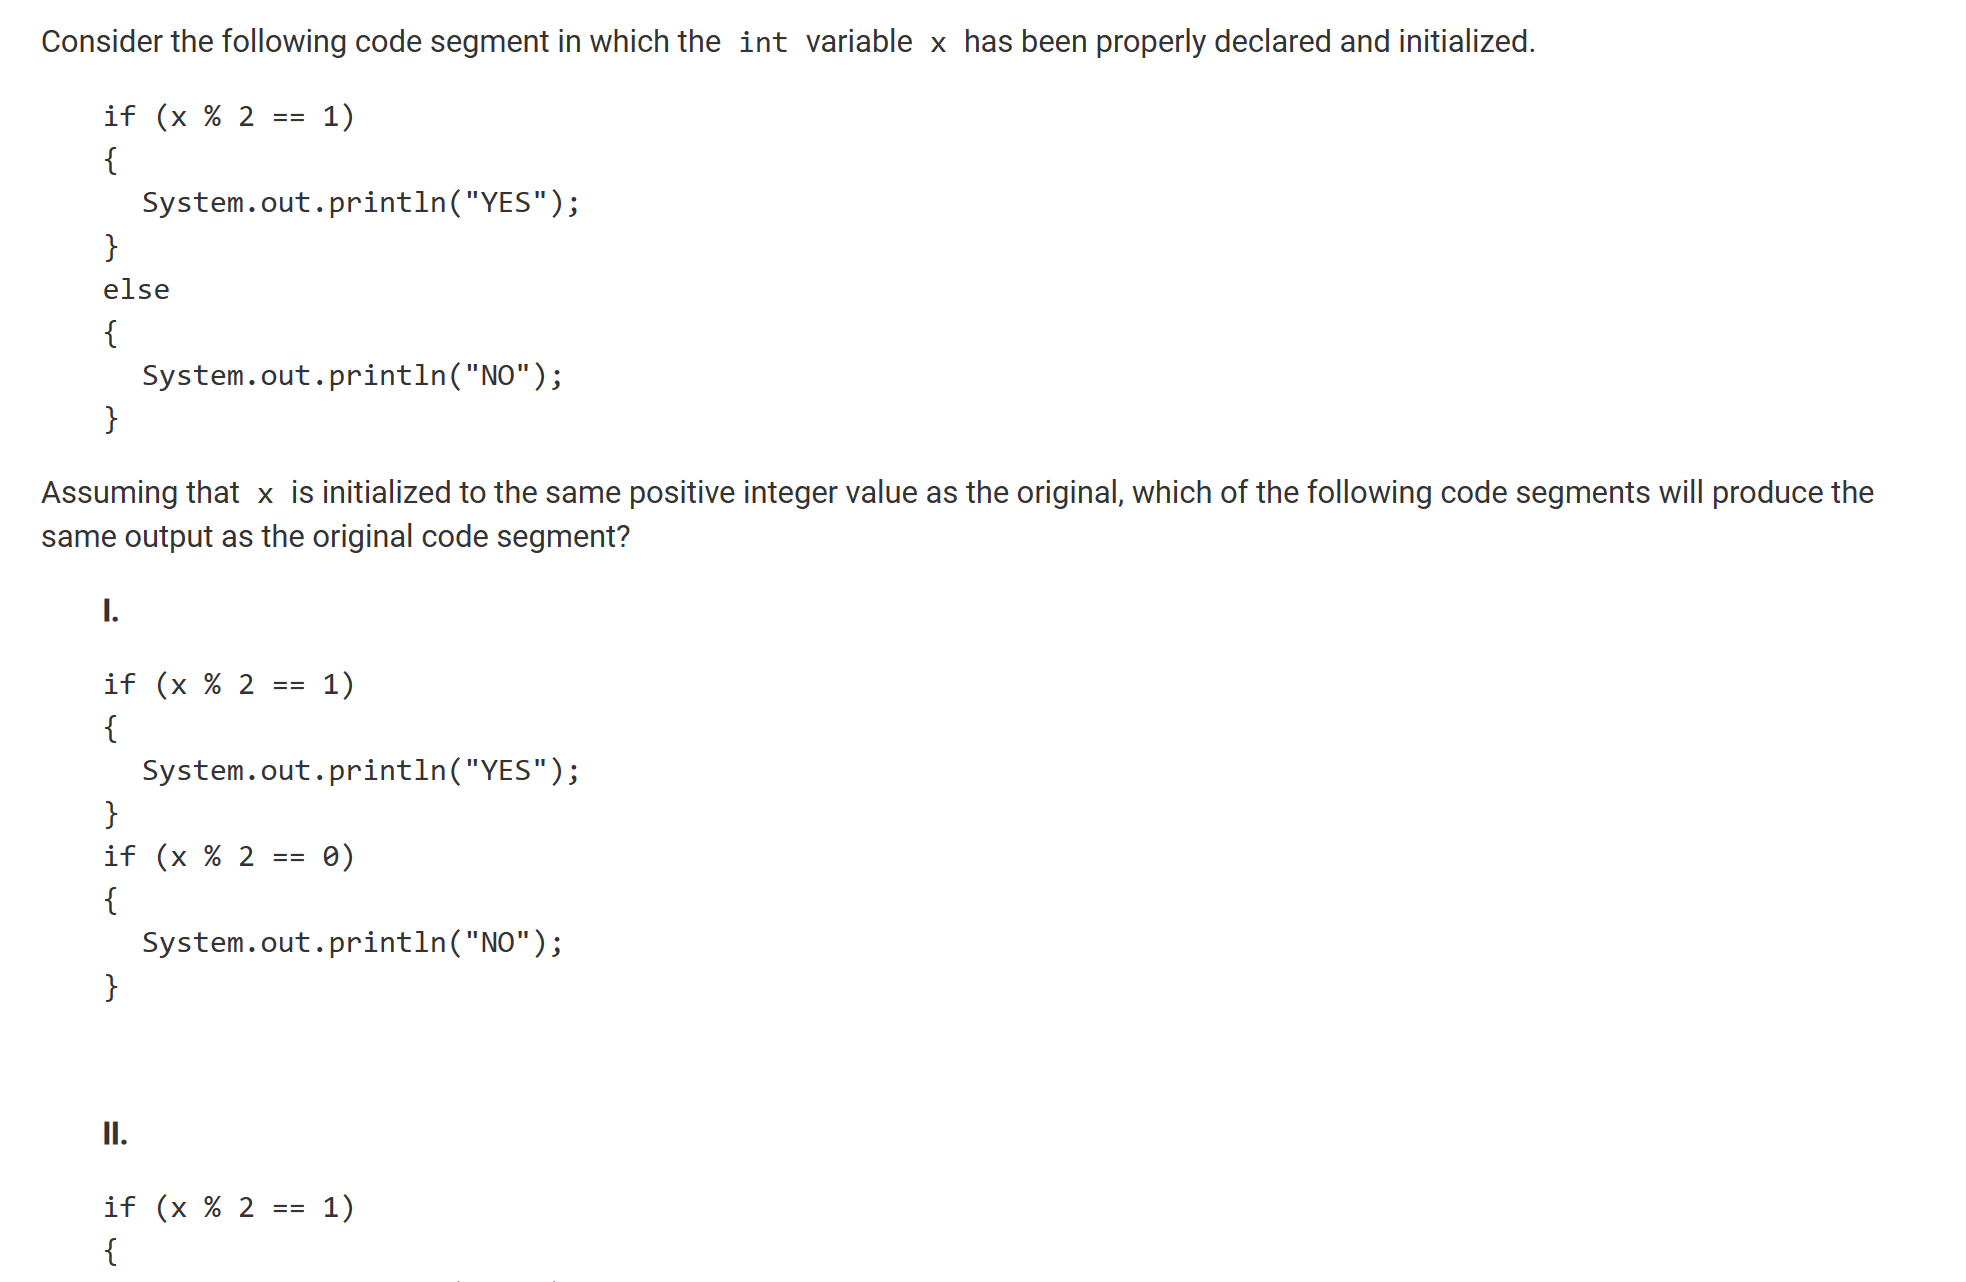 Consider the following code segment in which the int variable x has been properly declared and initialized.
if (x % 2 == 1)
{
System.out.println("YES");
}
else
{
System.out.println("NO");
}
Assuming that x is initialized to the same positive integer value as the original, which of the following code segments will produce the
same output as the original code segment?
I.
if (x % 2 == 1)
{
System.out.println("YES");
}
if (x % 2 == 0)
{
System.out.println("NO");
}
II.
if (x % 2 == 1)
{